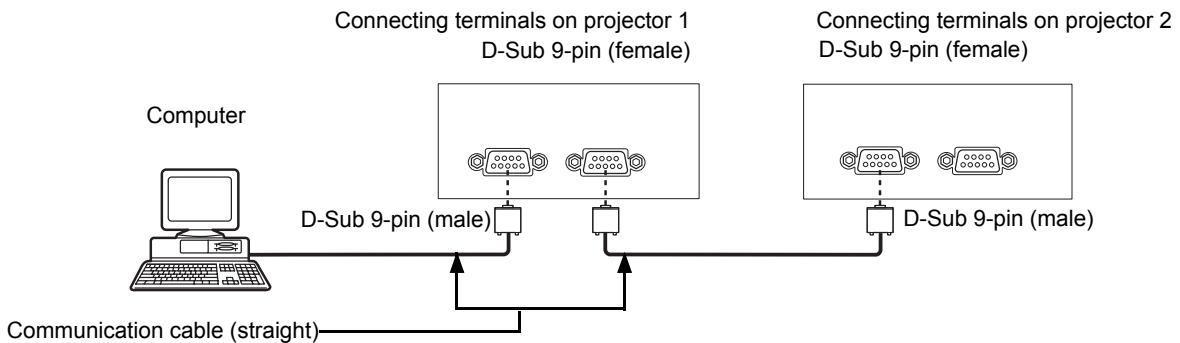 Connecting terminals on projector 1
D-Sub 9-pin (female)
Connecting terminals on projector 2
D-Sub 9-pin (female)
Computer
D-Sub 9-pin (male)
D-Sub 9-pin (male)
Communication cable (straight)